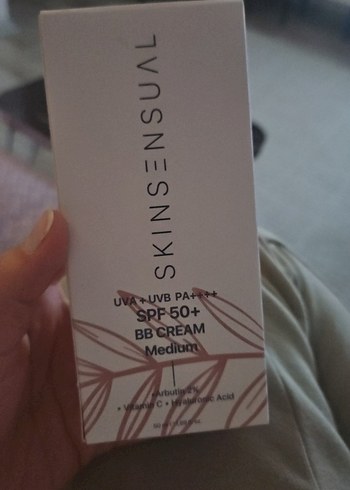 SKINSENSUAL
UVA + UVB PA++++
SPF 50+
BB CREAM
Medium
Arbutin 2%
• Vitamin C • Hyaluronic Acid